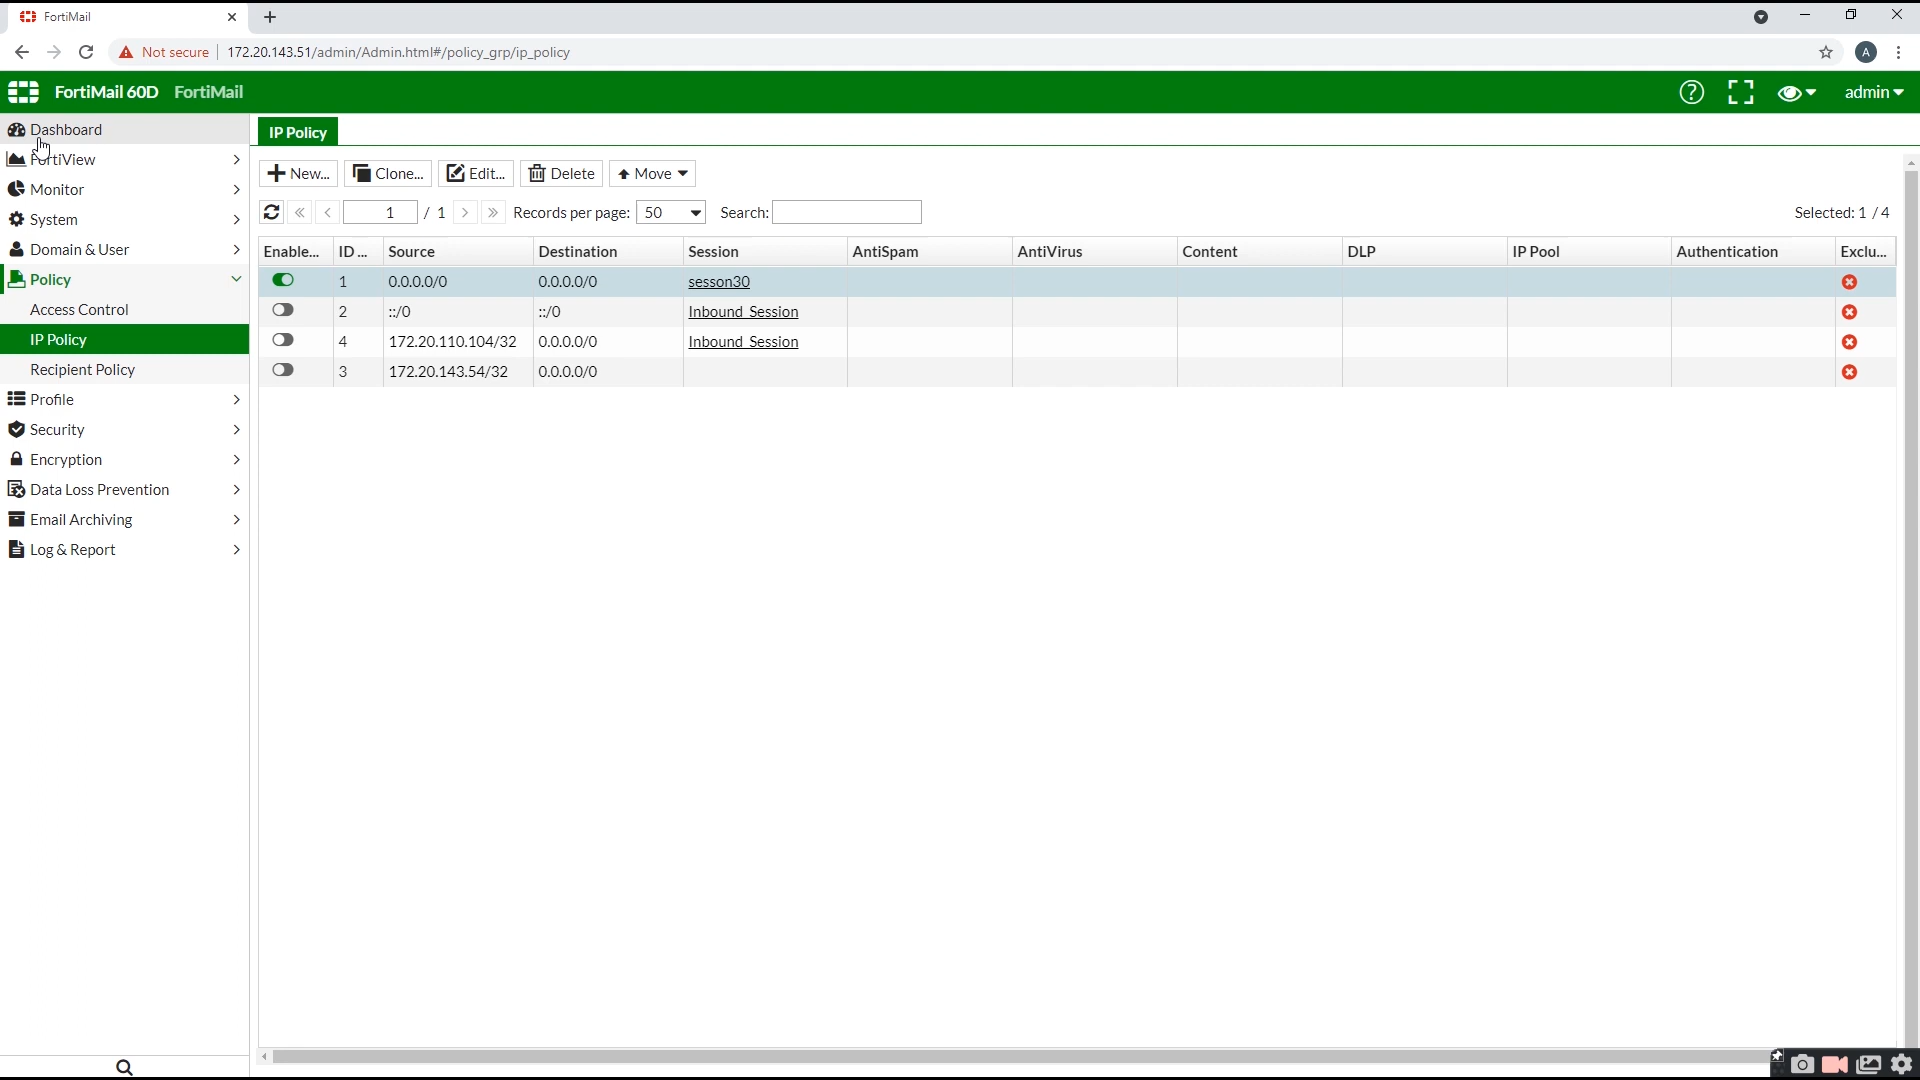 FortiMail
Not secure
172.20.143.51/admin/Admin.html#/policy_grp/ip_policy
A
FortiMail 60D FortiMail
admin
Dashboard
FortiView
Monitor
System
Domain & User
Policy
Access Control
IP Policy
Recipient Policy
Profile
Security
Encryption
Data Loss Prevention
Email Archiving
Log & Report
IP Policy
New... Clone... Edit... Delete Move
1 / 1 Records per page: 50 Search: Selected: 1 / 4
Enable... ID ... Source Destination Session AntiSpam AntiVirus Content DLP IP Pool Authentication Exclu...
1 0.0.0.0/0 0.0.0.0/0 sesson30
2 ::/0 ::/0 Inbound_Session
4 172.20.110.104/32 0.0.0.0/0 Inbound_Session
3 172.20.143.54/32 0.0.0.0/0